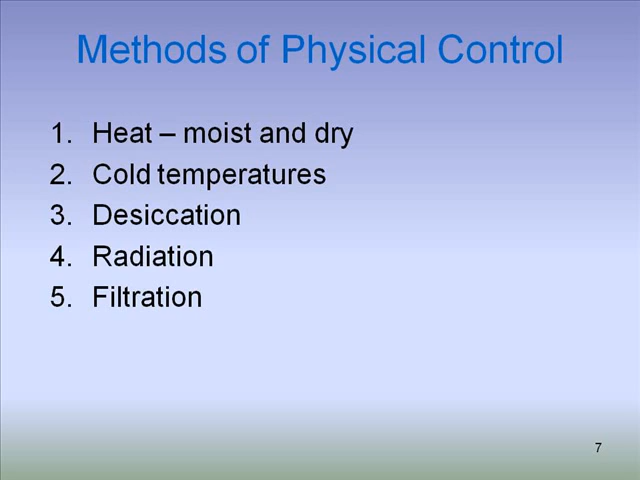 Methods of Physical Control
1. Heat – moist and dry
2. Cold temperatures
3. Desiccation
4. Radiation
5. Filtration
7